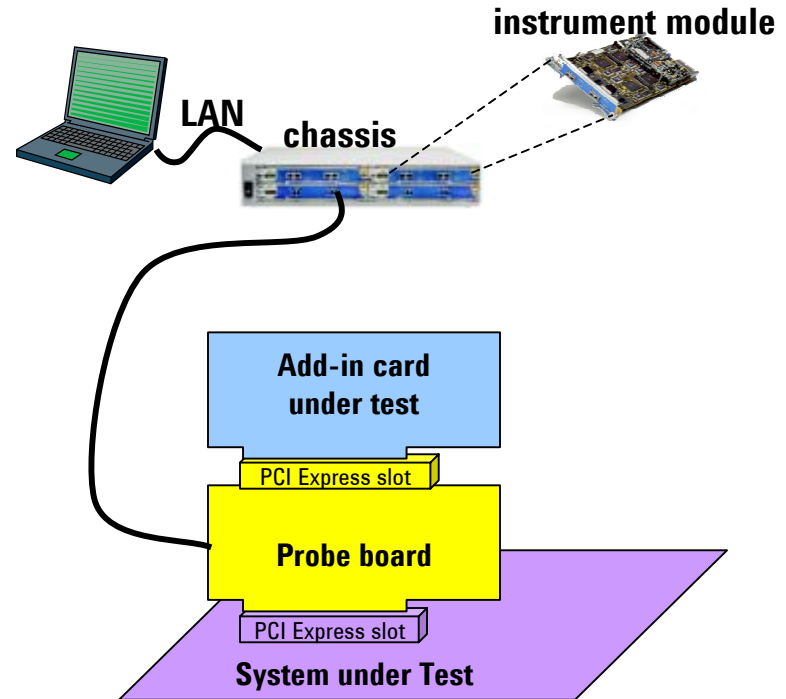 instrument module
LAN
chassis
Add-in card
under test
PCI Express slot
Probe board
PCI Express slot
System under Test